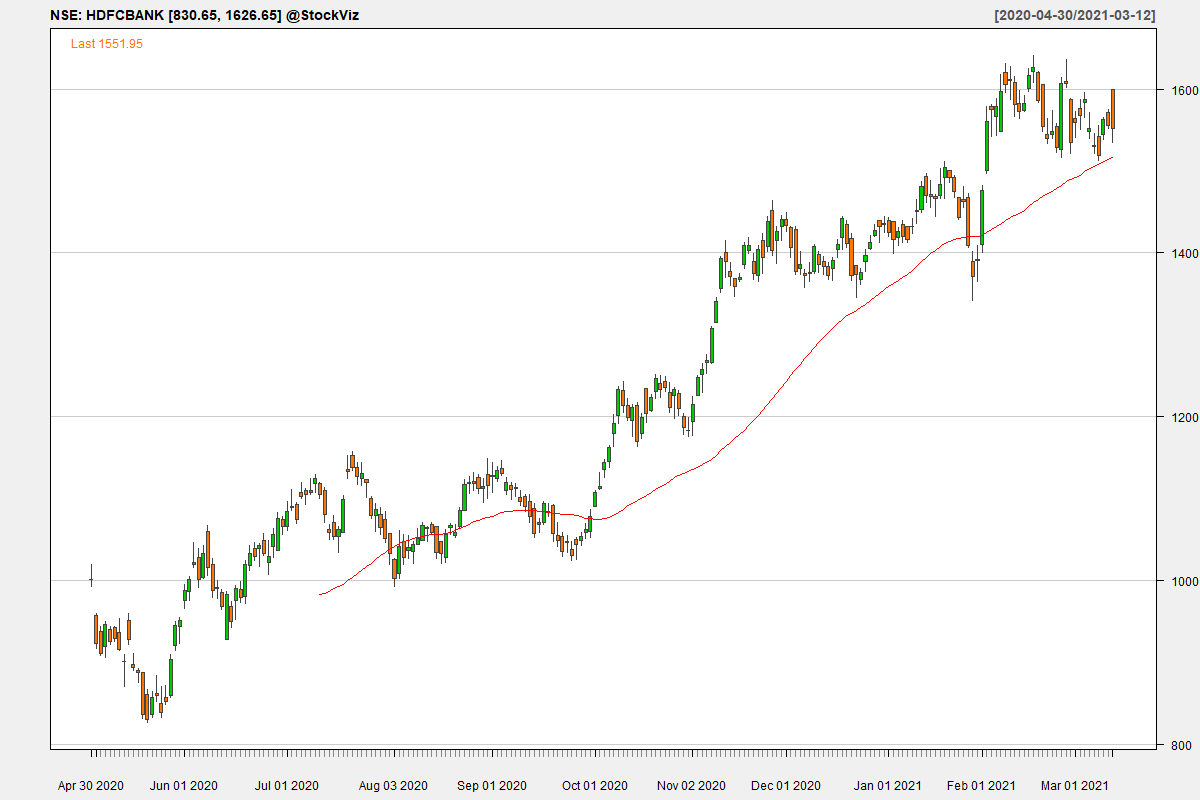 NSE: HDFCBANK [830.65, 1626.65] @StockViz
[2020-04-30/2021-03-12]
Last 1551.95
1600
1400
1200
1000
800
Apr 30 2020 Jun 01 2020 Jul 01 2020 Aug 03 2020 Sep 01 2020 Oct 01 2020 Nov 02 2020 Dec 01 2020 Jan 01 2021 Feb 01 2021 Mar 01 2021